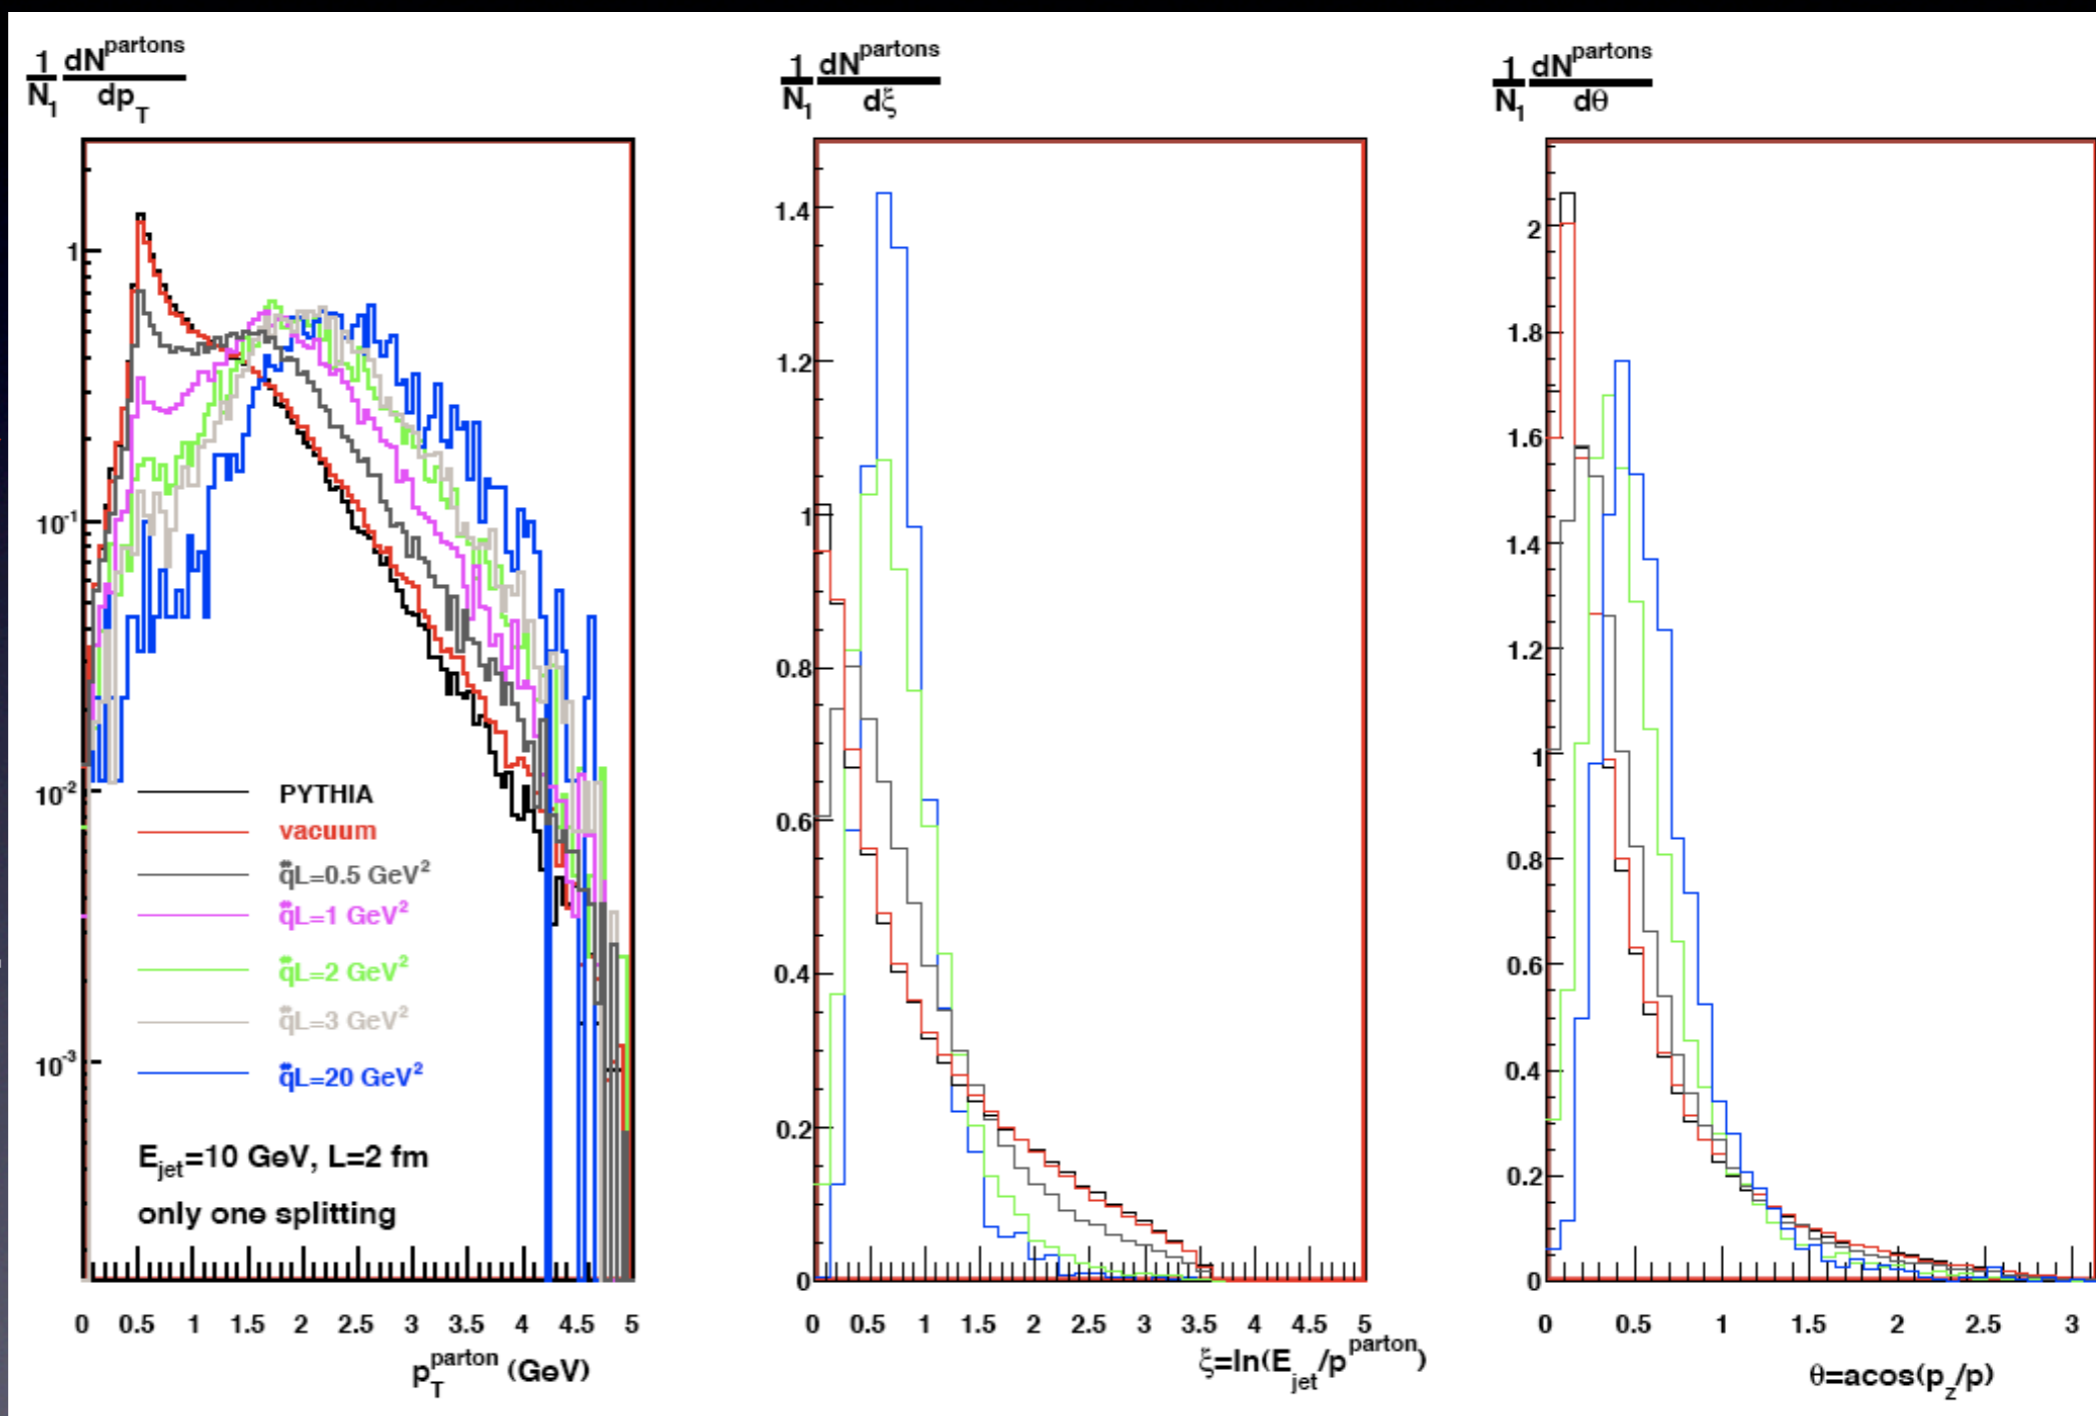 1/N₁ dN^partons/dp_T
1
10⁻¹
10⁻²
10⁻³
PYTHIA
vacuum
q̂L=0.5 GeV²
q̂L=1 GeV²
q̂L=2 GeV²
q̂L=3 GeV²
q̂L=20 GeV²
E_jet=10 GeV, L=2 fm
only one splitting
0 0.5 1 1.5 2 2.5 3 3.5 4 4.5 5
p_T^parton (GeV)
1/N₁ dN^partons/dξ
1.4
1.2
1
0.8
0.6
0.4
0.2
0
0 0.5 1 1.5 2 2.5 3 3.5 4 4.5 5
ξ=ln(E_jet/p^parton)
1/N₁ dN^partons/dθ
2
1.8
1.6
1.4
1.2
1
0.8
0.6
0.4
0.2
0
0 0.5 1 1.5 2 2.5 3
θ=acos(p_z/p)